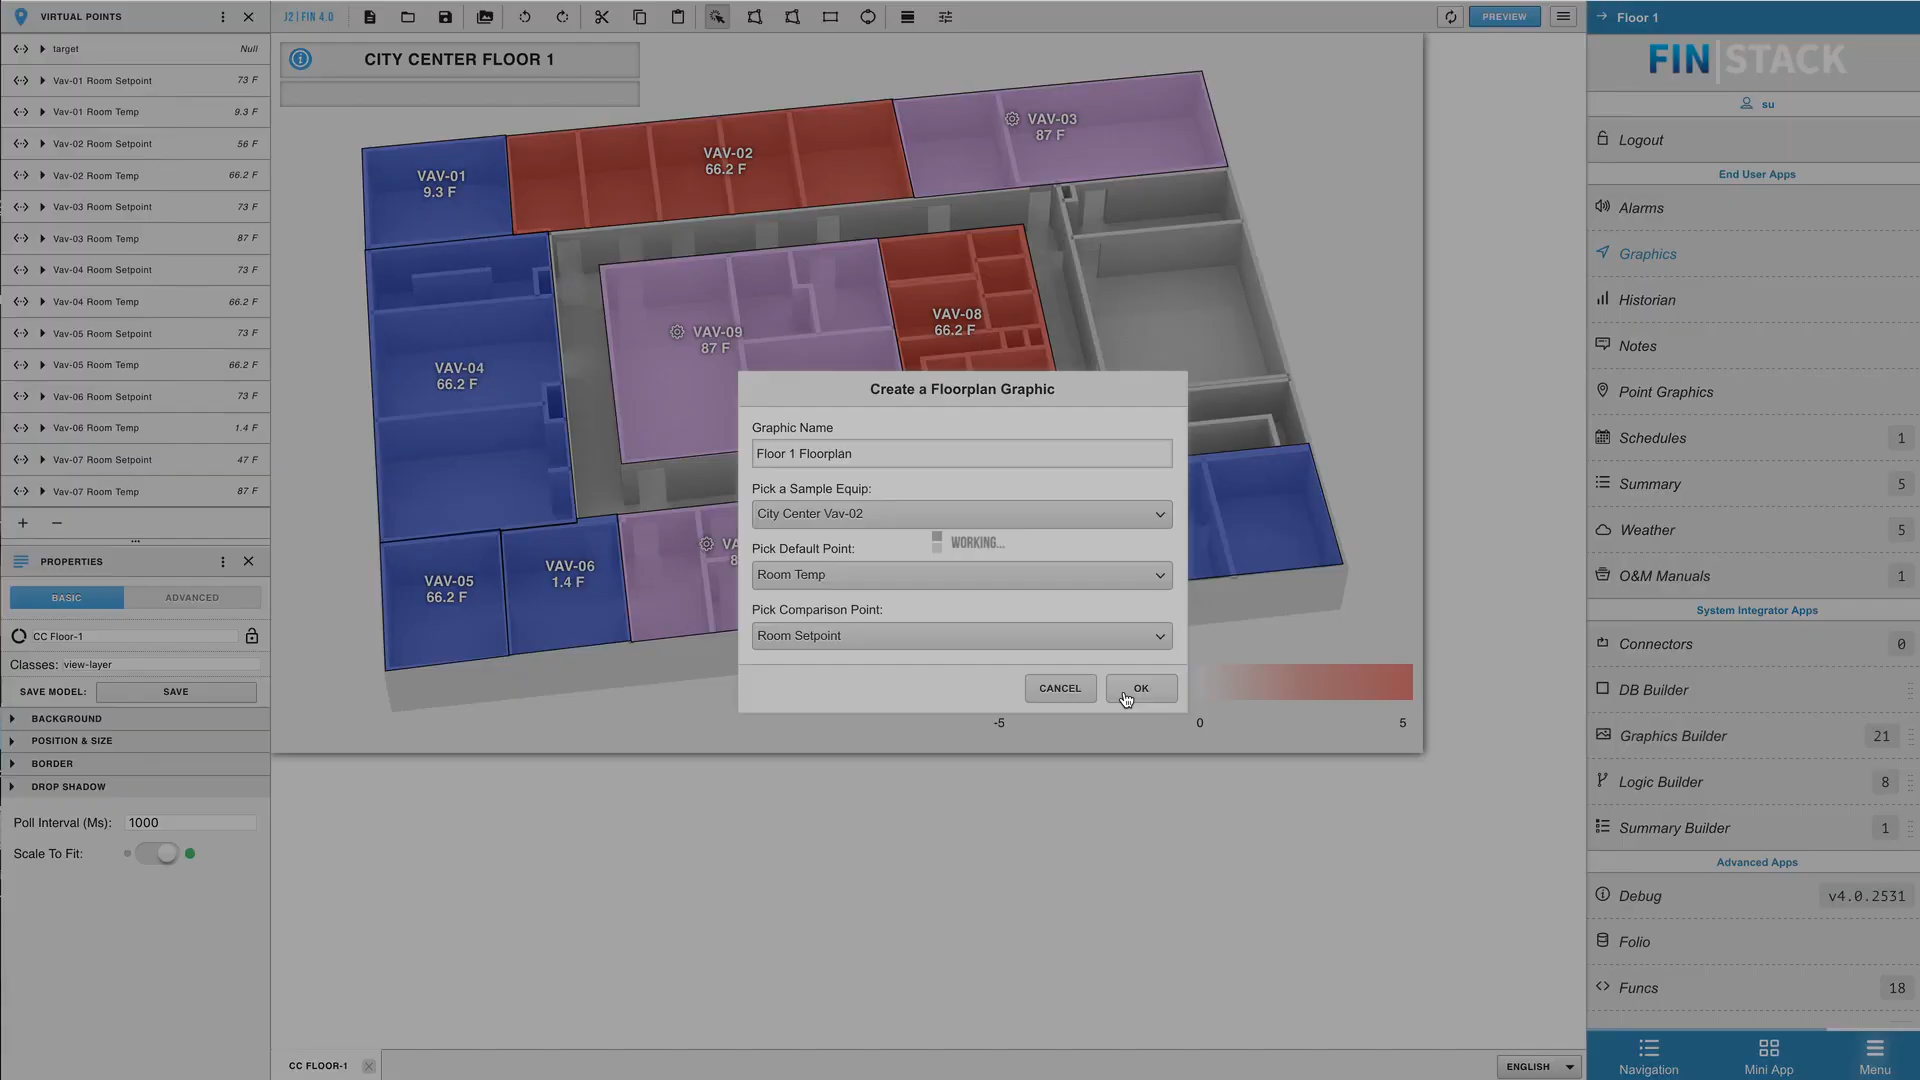 VIRTUAL POINTS
target Null
Vav-01 Room Setpoint 73 F
Vav-01 Room Temp 9.3 F
Vav-02 Room Setpoint 56 F
Vav-02 Room Temp 66.2 F
Vav-03 Room Setpoint 73 F
Vav-03 Room Temp 87 F
Vav-04 Room Setpoint 73 F
Vav-04 Room Temp 66.2 F
Vav-05 Room Setpoint 73 F
Vav-05 Room Temp 66.2 F
Vav-06 Room Setpoint 73 F
Vav-06 Room Temp 1.4 F
Vav-07 Room Setpoint 47 F
Vav-07 Room Temp 87 F
PROPERTIES
BASIC ADVANCED
CC Floor-1
Classes: view-layer
SAVE MODEL: SAVE
BACKGROUND
POSITION & SIZE
BORDER
DROP SHADOW
Poll Interval (Ms): 1000
Scale To Fit:
J2 | FIN 4.0
PREVIEW
CITY CENTER FLOOR 1
VAV-01
9.3 F
VAV-02
66.2 F
VAV-03
87 F
VAV-04
66.2 F
VAV-09
87 F
VAV-08
66.2 F
VAV-05
66.2 F
VAV-06
1.4 F
VA
8
Create a Floorplan Graphic
Graphic Name
Floor 1 Floorplan
Pick a Sample Equip:
City Center Vav-02
WORKING...
Pick Default Point:
Room Temp
Pick Comparison Point:
Room Setpoint
CANCEL OK
-5 0 5
CC FLOOR-1
ENGLISH
Floor 1
FIN|STACK
su
Logout
End User Apps
Alarms
Graphics
Historian
Notes
Point Graphics
Schedules 1
Summary 5
Weather 5
O&M Manuals 1
System Integrator Apps
Connectors 0
DB Builder
Graphics Builder 21
Logic Builder 8
Summary Builder 1
Advanced Apps
Debug v4.0.2531
Folio
Funcs 18
Navigation Mini App Menu